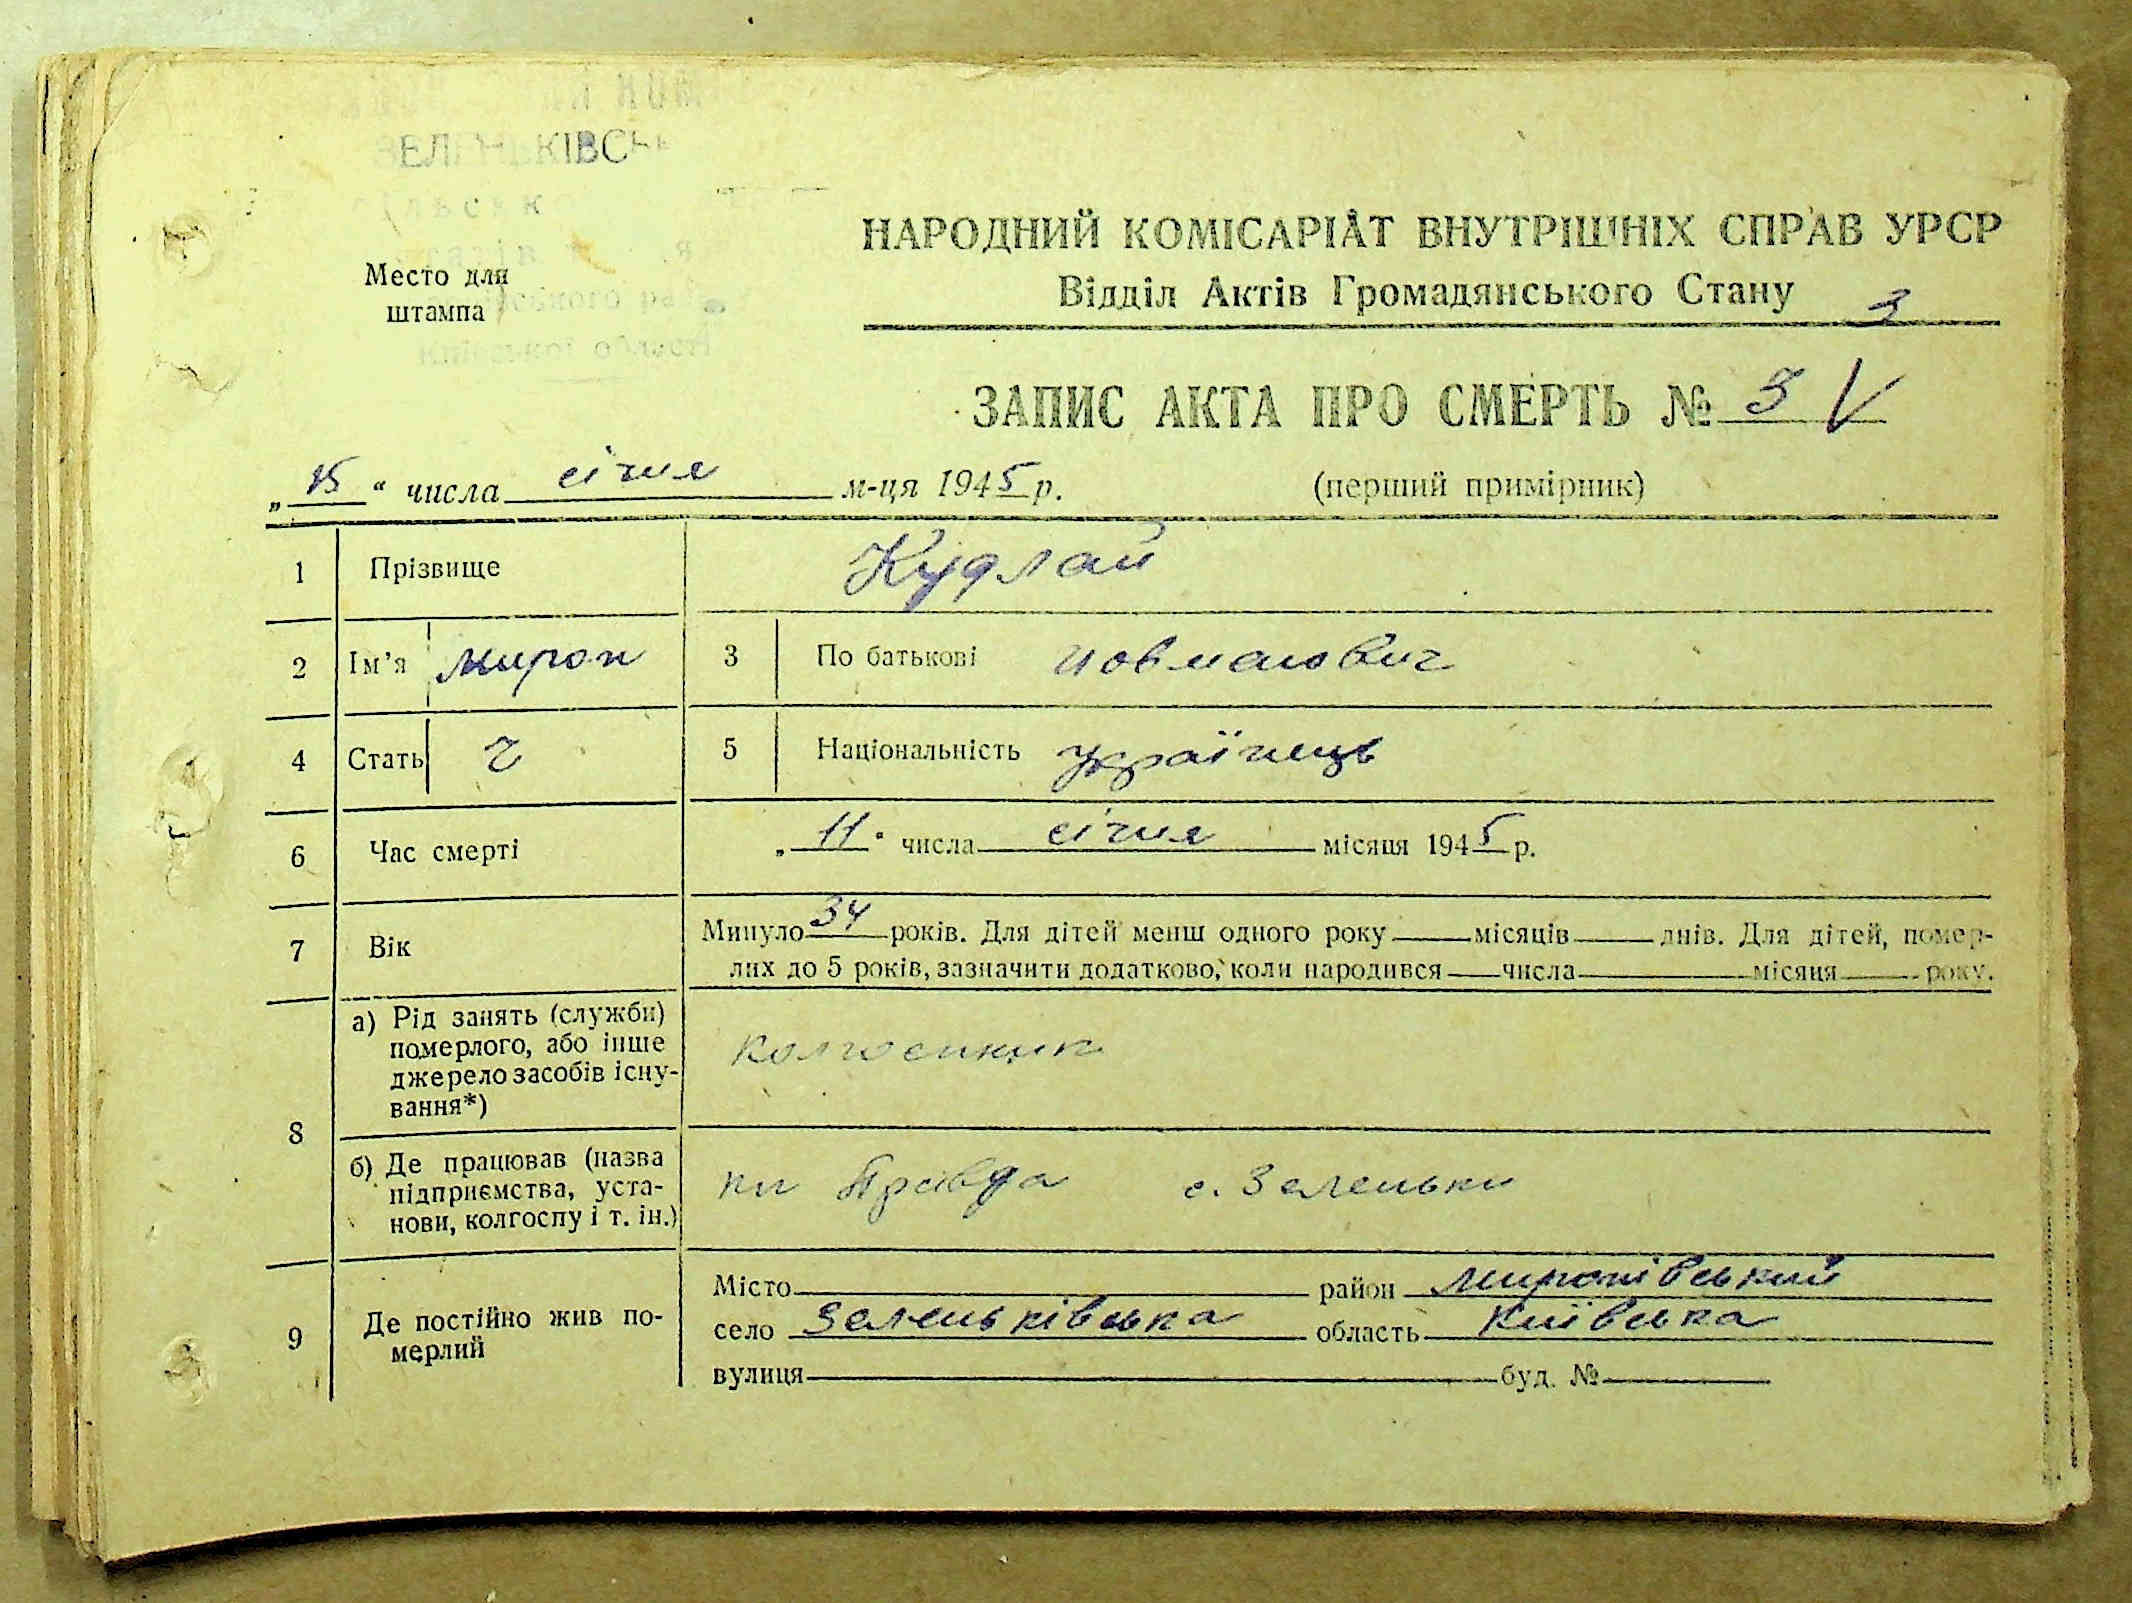 Место для
штампа
Київської області
НАРОДНИЙ КОМІСАРІАТ ВНУТРІШНІХ СПРАВ УРСР
Відділ Актів Громадянського Стану
3
ЗАПИС АКТА ПРО СМЕРТЬ № 3 V
„15“ числа січня м-ця 1945 р. (перший примірник)
1 Прізвище Кудлай
2 Ім’я Мирон 3 По батькові
4 Стать ч 5 Національність українець
6 Час смерті „11“ числа січня місяця 1945 р.
7 Вік Минуло 34 років. Для дітей менш одного року місяців днів. Для дітей, помер-
лих до 5 років, зазначити додатково, коли народився числа місяця року.
8 а) Рід занять (служби)
померлого, або інше
джерело засобів існу-
вання*)
колгоспник
б) Де працював (назва
підприємства, уста-
нови, колгоспу і т. ін.)
кп Правда с. Зеленьки
9 Де постійно жив по-
мерлий
Місто район Миронівський
село Зеленьківська область Київська
вулиця буд. №